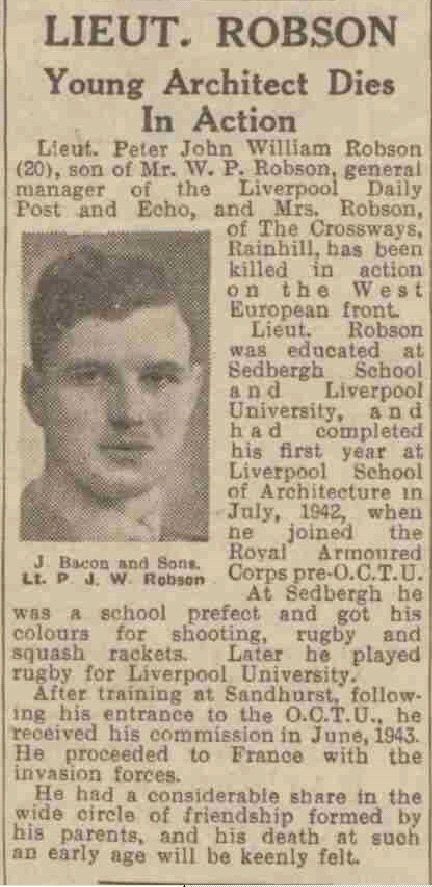 LIEUT. ROBSON
Young Architect Dies
In Action
Lieut. Peter John William Robson
(20), son of Mr. W. P. Robson, general
manager of the Liverpool Daily
Post and Echo, and Mrs. Robson,
of The Crossways,
Rainhill, has been
killed in action
on the West
European front.
Lieut. Robson
was educated at
Sedbergh School
and Liverpool
University, and
had completed
his first year at
Liverpool School
of Architecture in
July, 1942, when
he joined the
Royal Armoured
Corps pre-O.C.T.U.
J. Bacon and Sons.
Lt. P. J. W. Robson
At Sedbergh he
was a school prefect and got his
colours for shooting, rugby and
squash rackets. Later he played
rugby for Liverpool University.
After training at Sandhurst, follow-
ing his entrance to the O.C.T.U., he
received his commission in June, 1943.
He proceeded to France with the
invasion forces.
He had a considerable share in the
wide circle of friendship formed by
his parents, and his death at such
an early age will be keenly felt.